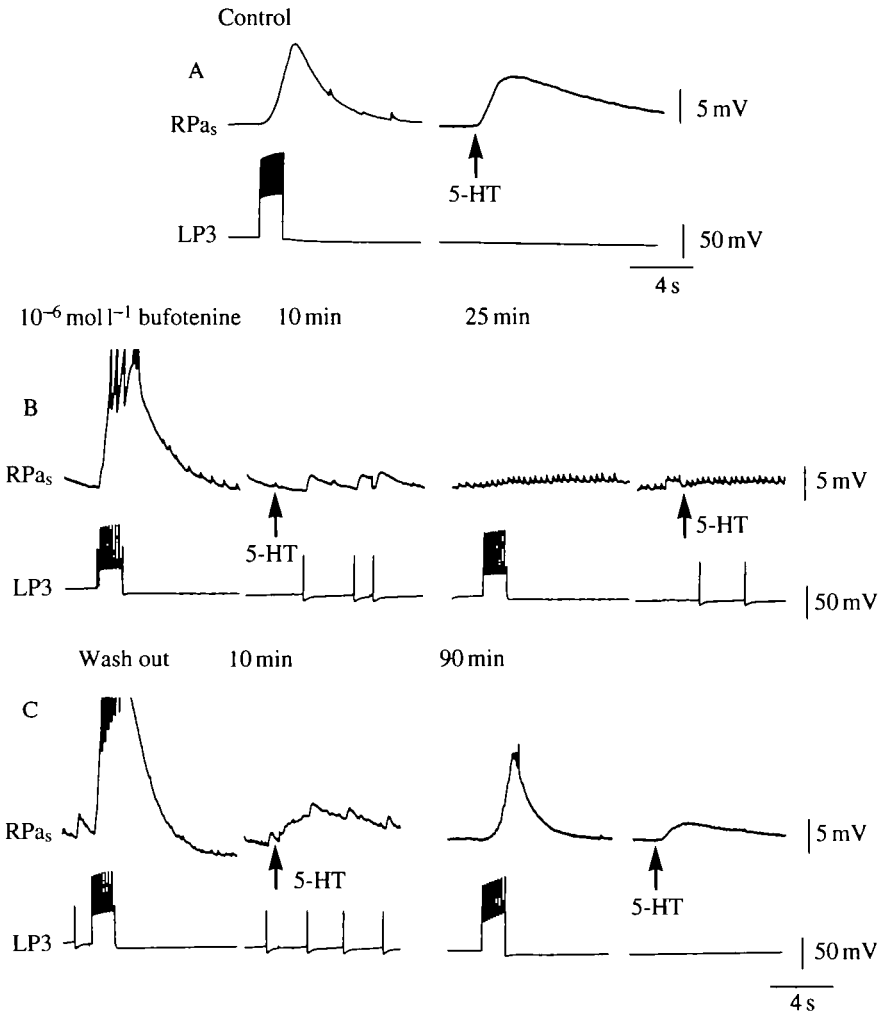 Control
A
RPas
5 mV
5-HT
LP3
50 mV
4 s
10–6 mol l–1 bufotenine 10 min 25 min
B
RPas
5 mV
5-HT
5-HT
LP3
50 mV
Wash out 10 min 90 min
C
RPas
5 mV
5-HT
5-HT
LP3
50 mV
4 s